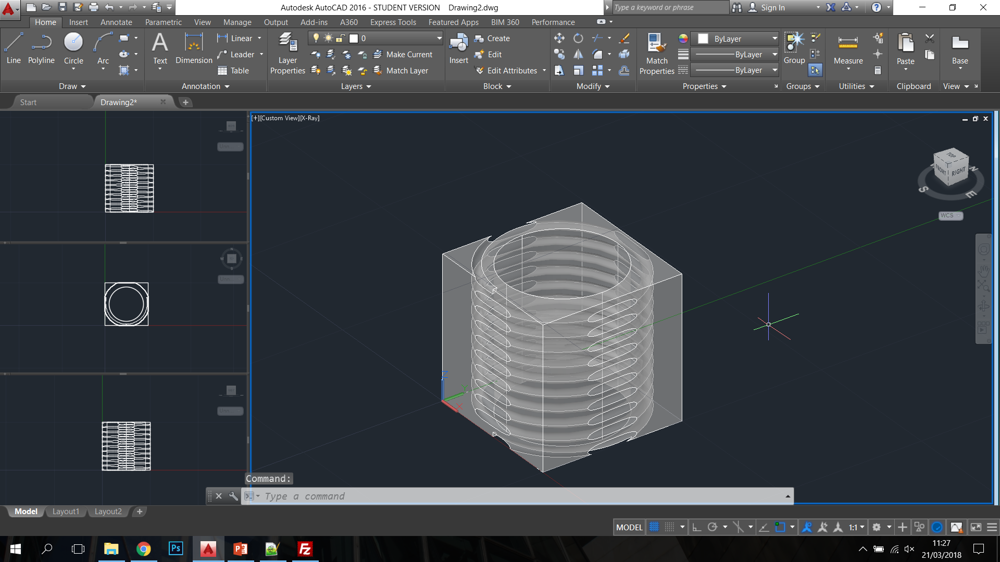 Autodesk AutoCAD 2016 - STUDENT VERSION Drawing2.dwg
Type a keyword or phrase
Sign In
Home Insert Annotate Parametric View Manage Output Add-ins A360 Express Tools Featured Apps BIM 360 Performance
Line Polyline Circle Arc
Draw
Text Dimension
Linear
Leader
Table
Annotation
Layer Properties
0
Make Current
Match Layer
Layers
Insert
Create
Edit
Edit Attributes
Block
Modify
Match Properties
ByLayer
ByLayer
ByLayer
Properties
Group
Groups
Measure
Utilities
Paste
Clipboard
Base
View
Start Drawing2*
[+][Custom View][X-Ray]
TOP
FRONT RIGHT
N
S E
WCS
N
W E
S
Z
Command:
Type a command
Model Layout1 Layout2
MODEL
1:1
Ps
11:27
21/03/2018